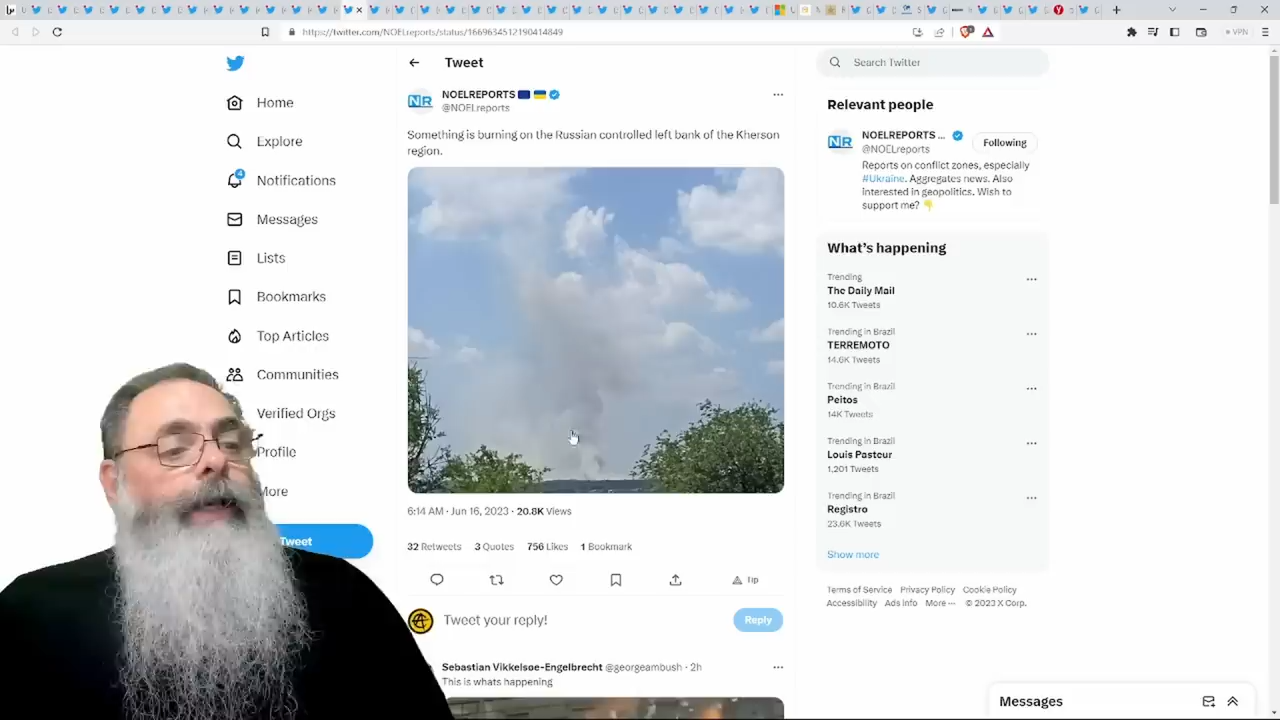 https://twitter.com/NOELreports/status/1669634512190414849
VPN
Home
Explore
4
Notifications
Messages
Lists
Bookmarks
Top Articles
Communities
Verified Orgs
Profile
More
Tweet
Tweet
NR
NOELREPORTS
@NOELreports
Something is burning on the Russian controlled left bank of the Kherson
region.
6:14 AM · Jun 16, 2023 · 20.8K Views
32 Retweets 3 Quotes 756 Likes 1 Bookmark
Tip
Tweet your reply!
Reply
Sebastian Vikkelsøe-Engelbrecht @georgeambush · 2h
This is whats happening
Search Twitter
Relevant people
NR
NOELREPORTS ...
@NOELreports
Following
Reports on conflict zones, especially
#Ukraine. Aggregates news. Also
interested in geopolitics. Wish to
support me? 👇
What's happening
Trending
The Daily Mail
10.6K Tweets
Trending in Brazil
TERREMOTO
14.6K Tweets
Trending in Brazil
Peitos
14K Tweets
Trending in Brazil
Louis Pasteur
1,201 Tweets
Trending in Brazil
Registro
23.6K Tweets
Show more
Terms of Service Privacy Policy Cookie Policy
Accessibility Ads info More ··· © 2023 X Corp.
Messages